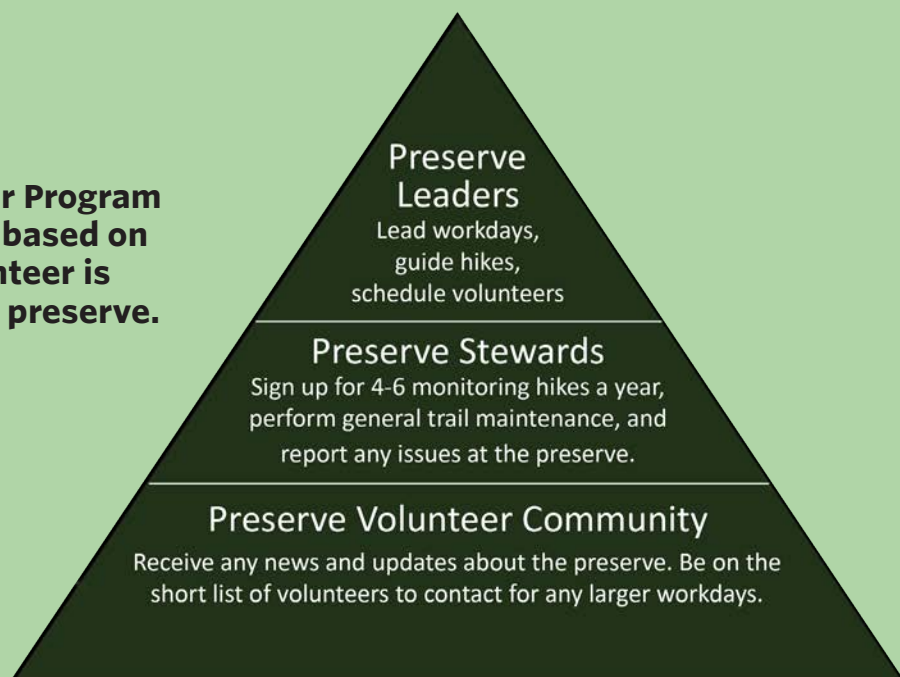 r Program
based on
nteer is
preserve.
Preserve
Leaders
Lead workdays,
guide hikes,
schedule volunteers
Preserve Stewards
Sign up for 4-6 monitoring hikes a year,
perform general trail maintenance, and
report any issues at the preserve.
Preserve Volunteer Community
Receive any news and updates about the preserve. Be on the
short list of volunteers to contact for any larger workdays.